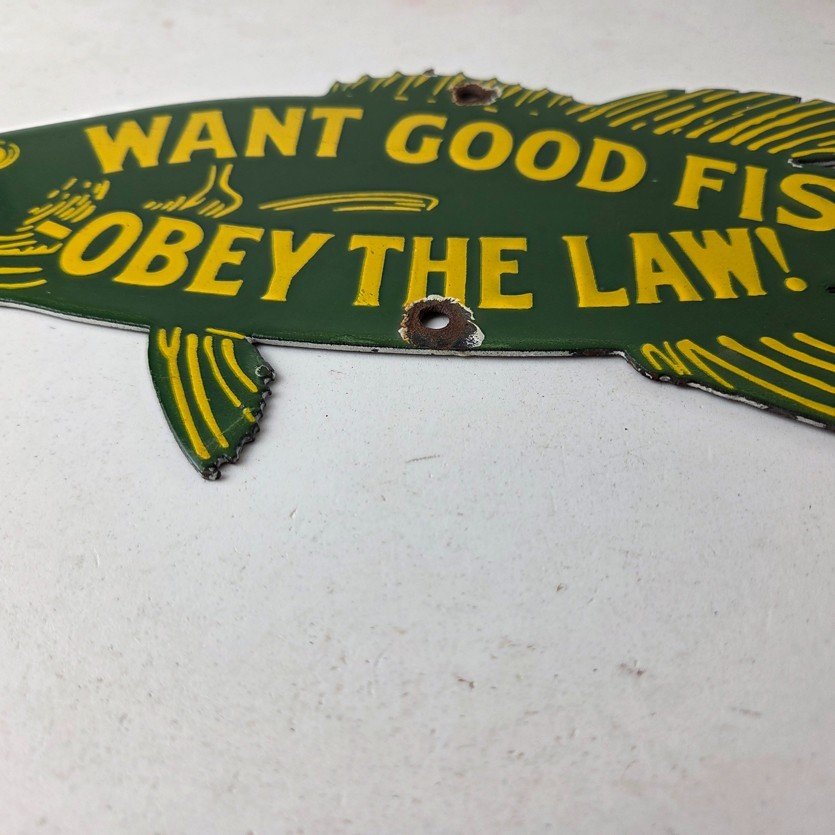 WANT GOOD FIS
OBEY THE LAW!